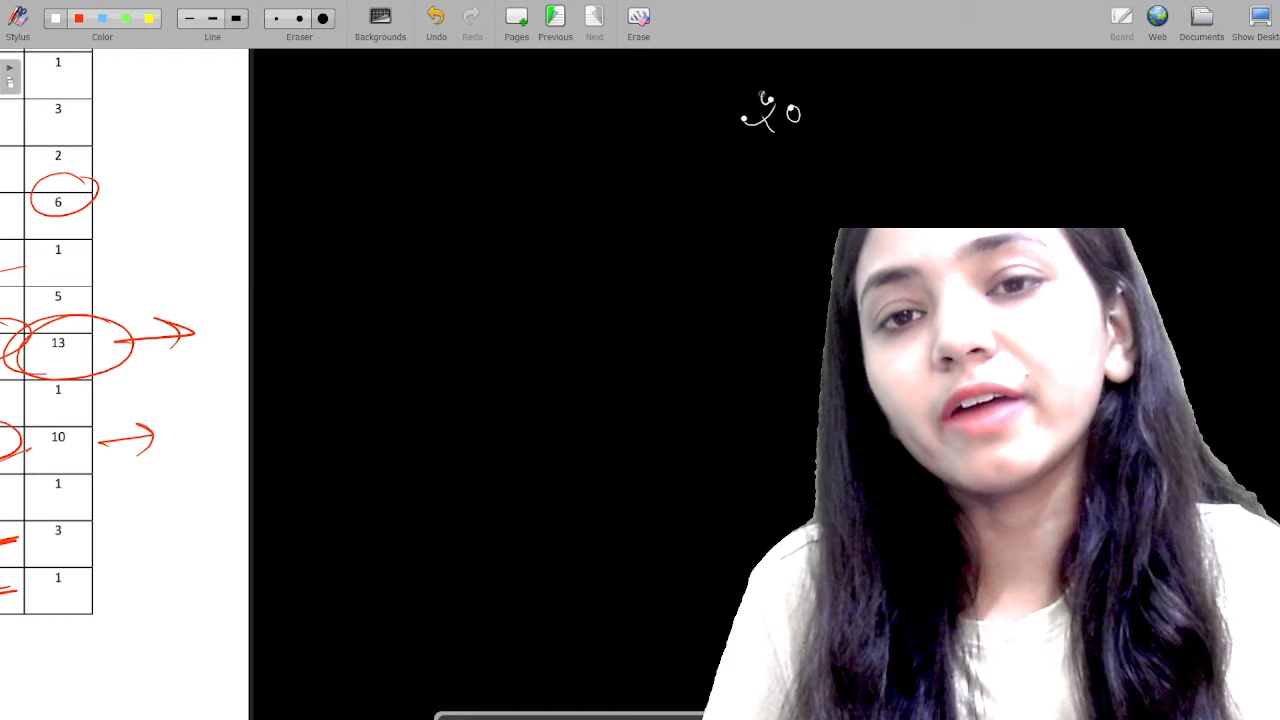 Stylus
Color
Line
Eraser
Backgrounds
Undo
Redo
Pages
Previous
Next
Erase
Board
Web
Documents
Show Deskt
1
3
2
6
1
5
13
1
10
1
3
1